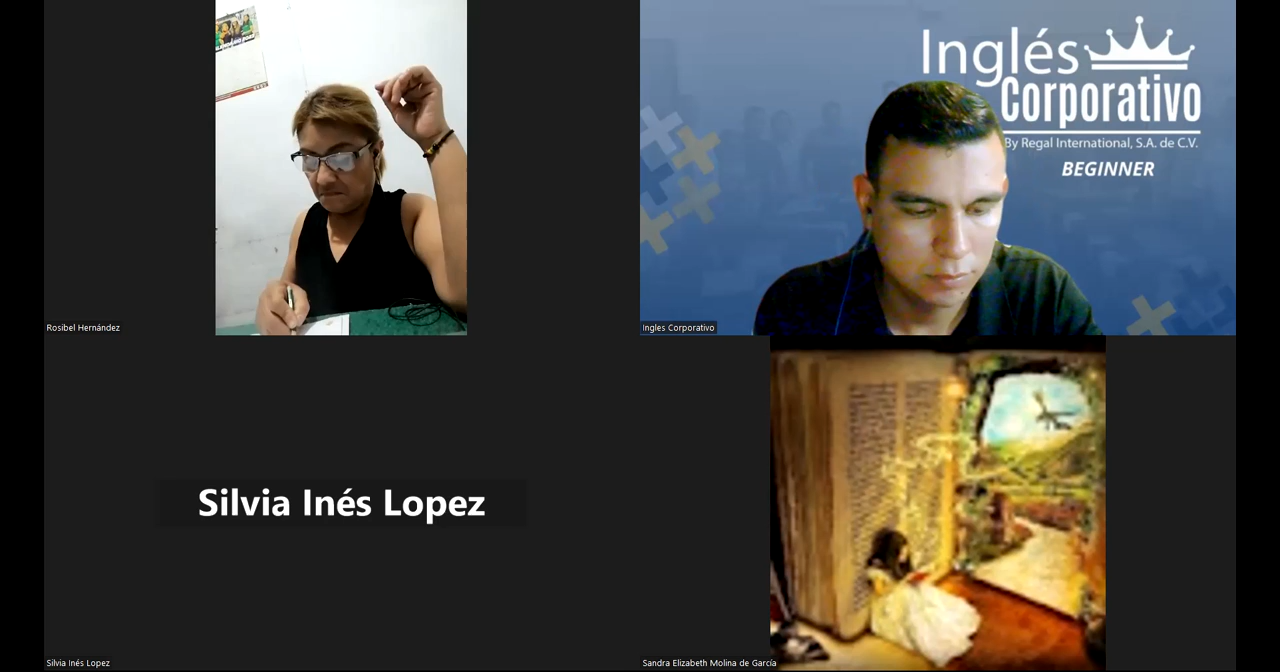 Inglés
Corporativo
By Regal International, S.A. de C.V.
BEGINNER
Rosibel Hernández
Ingles Corporativo
Silvia Inés Lopez
Silvia Inés Lopez
Sandra Elizabeth Molina de García